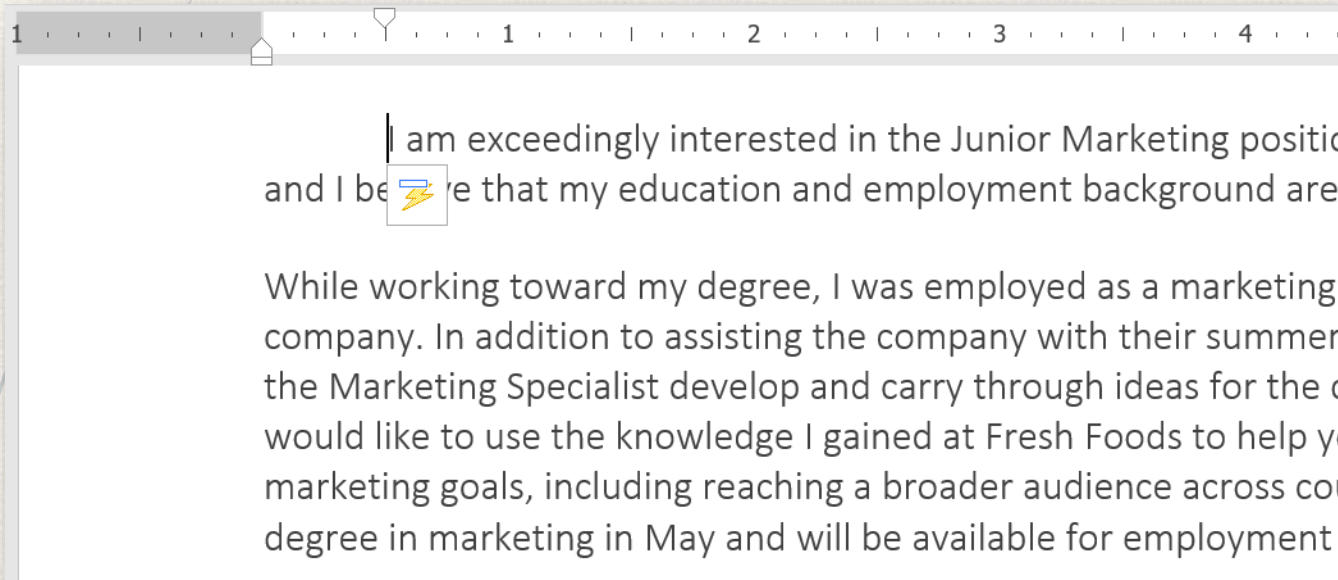 1 1 2 3 4
I am exceedingly interested in the Junior Marketing
and I that my education and employment background are
While working toward my degree, I was employed as a marketing
company. In addition to assisting the company with their summer
the Marketing Specialist develop and carry through ideas for the
would like to use the knowledge I gained at Fresh Foods to help
marketing goals, including reaching a broader audience across
degree in marketing in May and will be available for employment